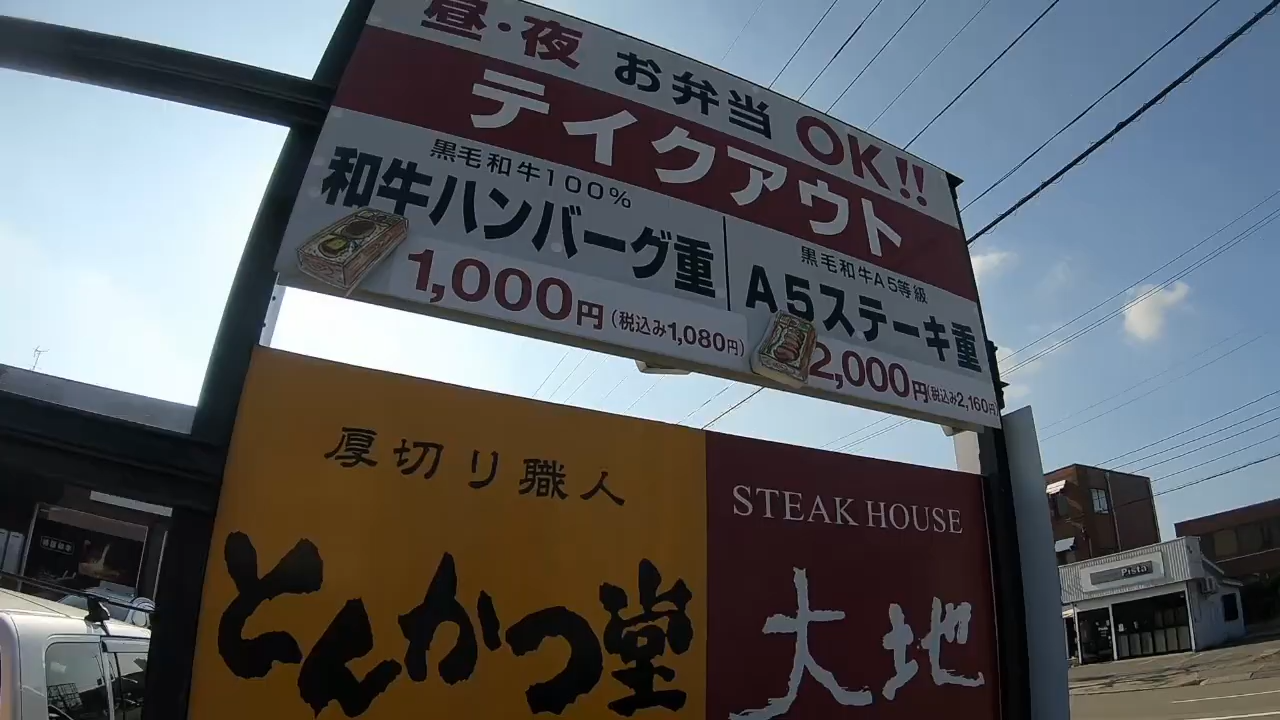 昼・夜 お弁当 OK!!
テイクアウト
黒毛和牛100%
和牛ハンバーグ重
1,000円(税込み1,080円)
黒毛和牛A5等級
A5ステーキ重
2,000円(税込み2,160円)
厚切り職人
とんかつ堂
STEAK HOUSE
大地
Pista